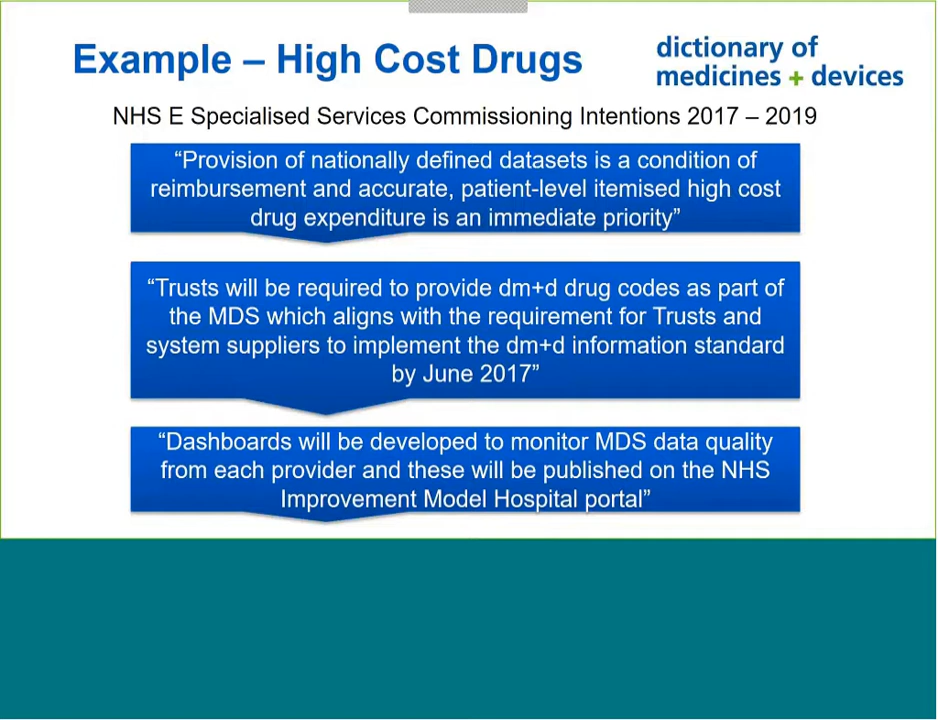 Example – High Cost Drugs
dictionary of
medicines + devices
NHS E Specialised Services Commissioning Intentions 2017 – 2019
“Provision of nationally defined datasets is a condition of
reimbursement and accurate, patient-level itemised high cost
drug expenditure is an immediate priority”
“Trusts will be required to provide dm+d drug codes as part of
the MDS which aligns with the requirement for Trusts and
system suppliers to implement the dm+d information standard
by June 2017”
“Dashboards will be developed to monitor MDS data quality
from each provider and these will be published on the NHS
Improvement Model Hospital portal”